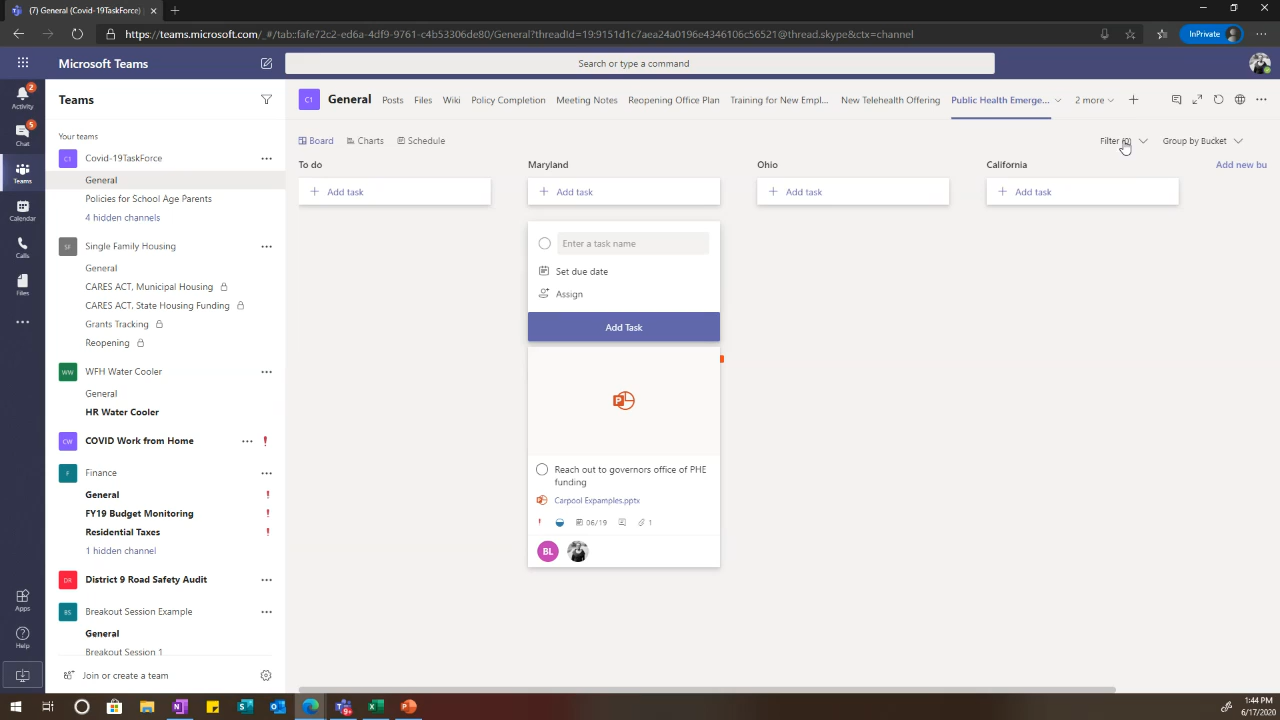 (7) General (Covid-19TaskForce)
https://teams.microsoft.com/_#/tab:fafe72c2-ed6a-4df9-9761-c4b53306de80/General?threadId=19:9151d1c7aea24a0196e4346106c56521@thread.skype&ctx=channel
InPrivate
Microsoft Teams
Search or type a command
Activity
2
Chat
5
Teams
Calendar
Calls
Files
Apps
Help
Teams
Your teams
C1
Covid-19TaskForce
General
Policies for School Age Parents
4 hidden channels
SF
Single Family Housing
General
CARES ACT, Municipal Housing
CARES ACT, State Housing Funding
Grants Tracking
Reopening
WW
WFH Water Cooler
General
HR Water Cooler
CW
COVID Work from Home
F
Finance
General
FY19 Budget Monitoring
Residential Taxes
1 hidden channel
DR
District 9 Road Safety Audit
BS
Breakout Session Example
General
Breakout Session 1
Join or create a team
C1
General
Posts
Files
Wiki
Policy Completion
Meeting Notes
Reopening Office Plan
Training for New Empl...
New Telehealth Offering
Public Health Emerge...
2 more
Board
Charts
Schedule
Filter (0)
Group by Bucket
To do
Maryland
Ohio
California
Add new bu
Add task
Add task
Add task
Add task
Enter a task name
Set due date
Assign
Add Task
Reach out to governors office of PHE
funding
Carpool Expamples.pptx
06/19
1
BL
1:44 PM
6/17/2020